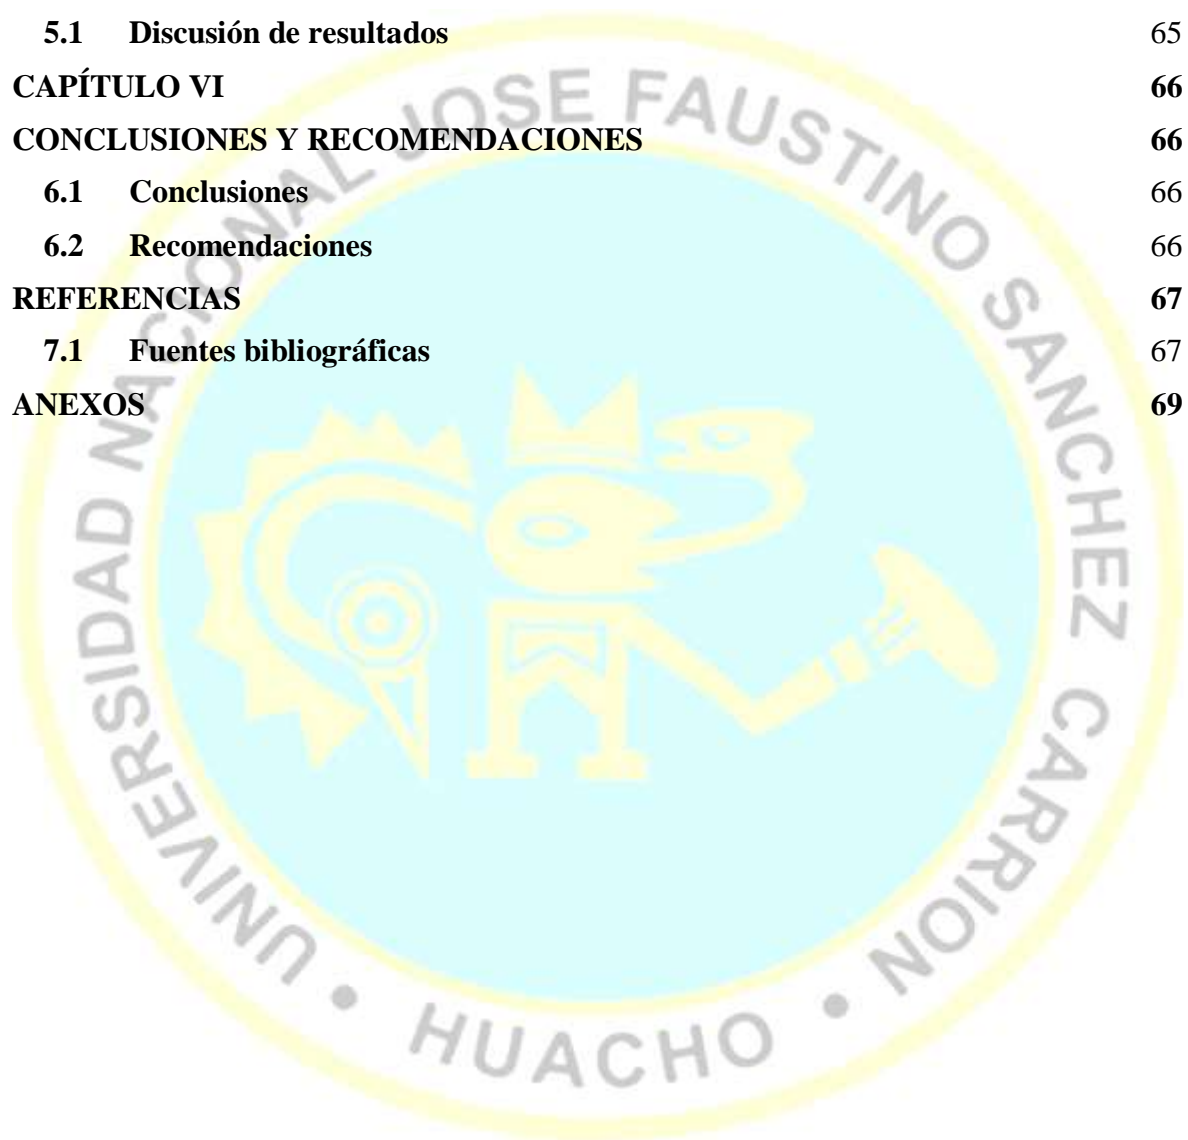 5.1 Discusión de resultados 65
CAPÍTULO VI 66
CONCLUSIONES Y RECOMENDACIONES 66
6.1 Conclusiones 66
6.2 Recomendaciones 66
REFERENCIAS 67
7.1 Fuentes bibliográficas 67
ANEXOS 69
UNIVERSIDAD NACIONAL JOSE FAUSTINO SANCHEZ CARRION • HUACHO •